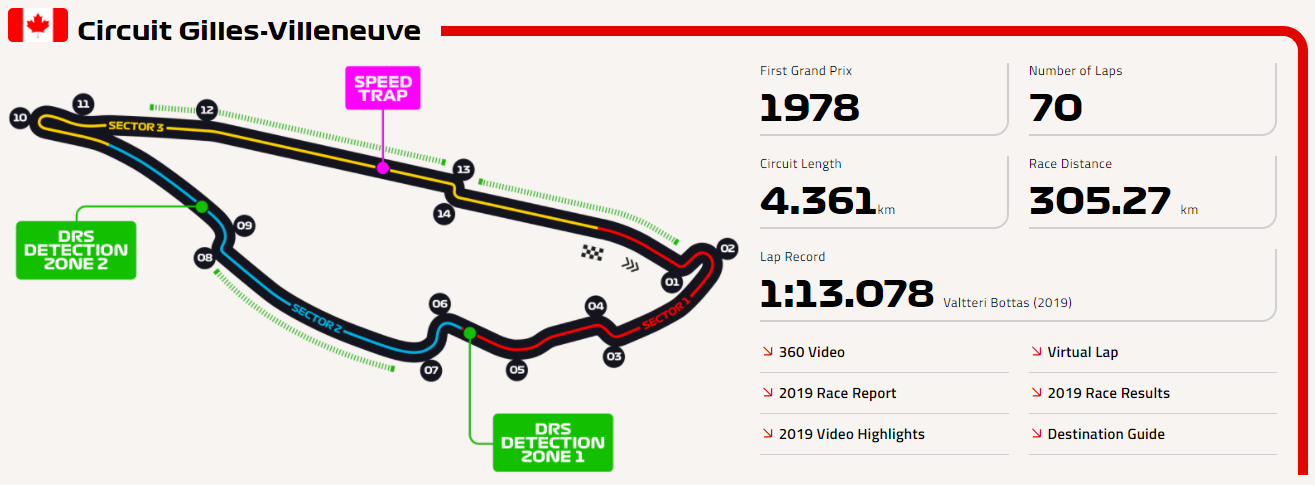 Circuit Gilles-Villeneuve
SPEED
TRAP
10
11
12
13
14
SECTOR 3
DRS
DETECTION
ZONE 2
09
08
02
01
SECTOR 2
SECTOR 1
06
04
03
07
05
DRS
DETECTION
ZONE 1
First Grand Prix
1978
Number of Laps
70
Circuit Length
4.361km
Race Distance
305.27 km
Lap Record
1:13.078 Valtteri Bottas (2019)
360 Video
Virtual Lap
2019 Race Report
2019 Race Results
2019 Video Highlights
Destination Guide